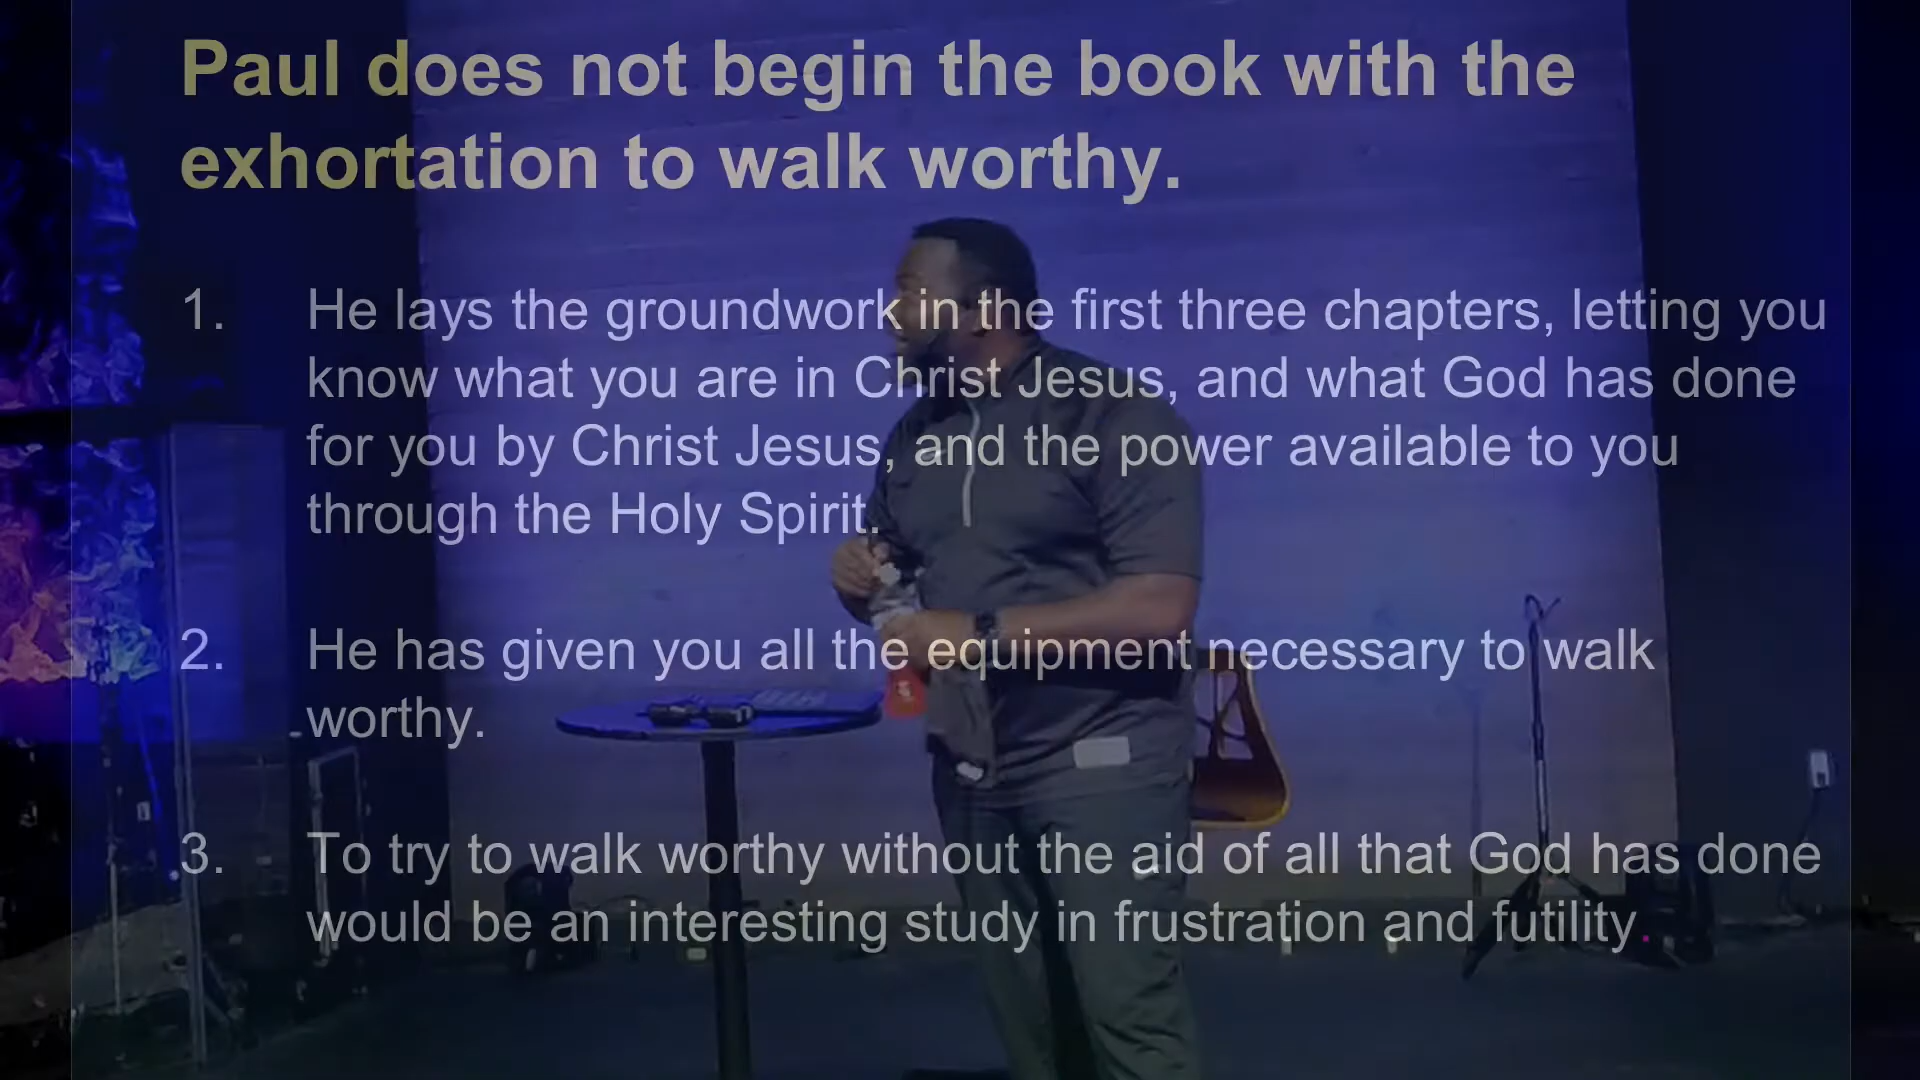 Paul does not begin the book with the
exhortation to walk worthy.
1. He lays the groundwork in the first three chapters, letting you
know what you are in Christ Jesus, and what God has done
for you by Christ Jesus, and the power available to you
through the Holy Spirit.
2. He has given you all the equipment necessary to walk
worthy.
3. To try to walk worthy without the aid of all that God has done
would be an interesting study in frustration and futility.